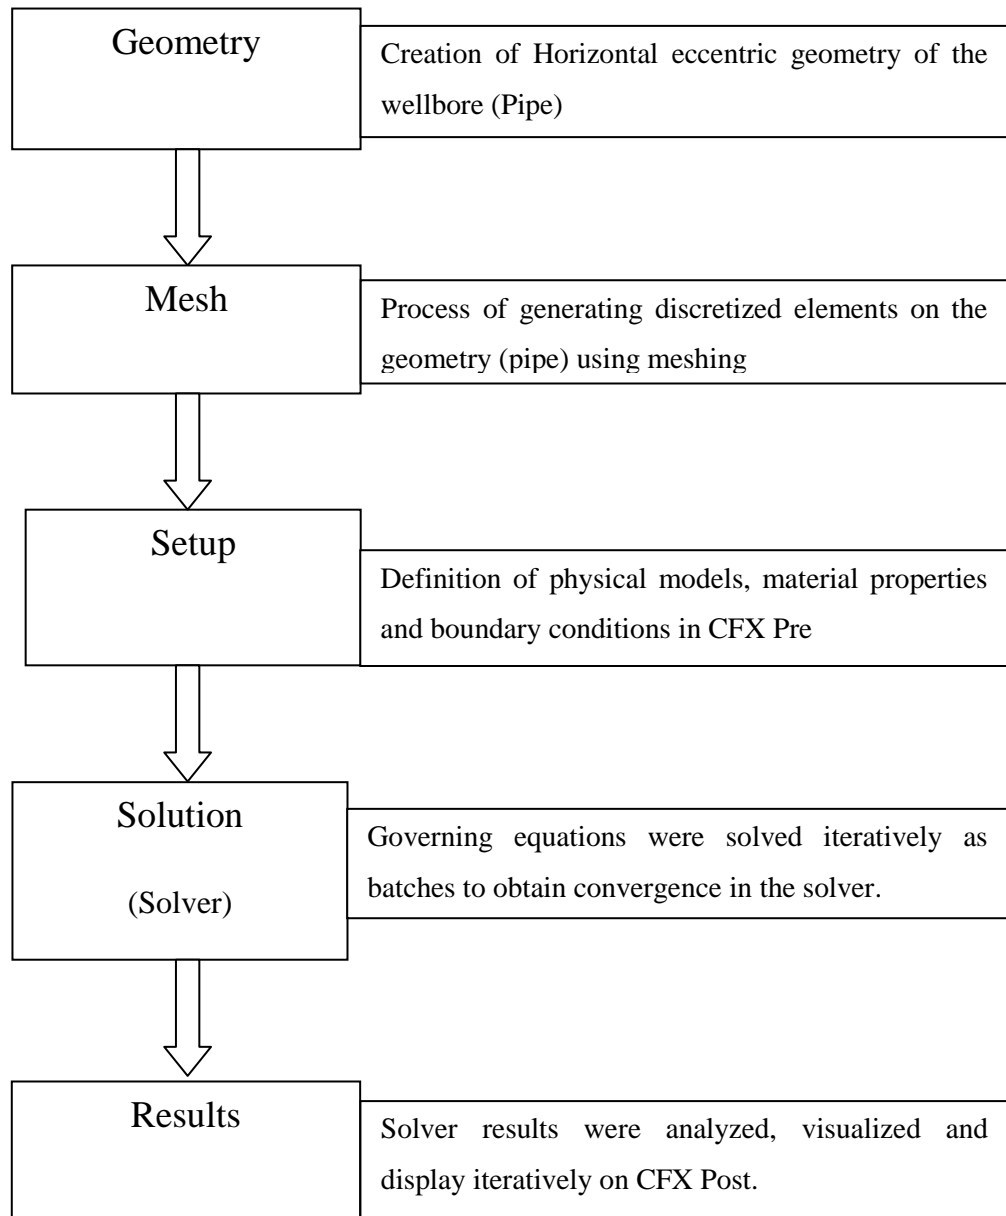 Geometry
Creation of Horizontal eccentric geometry of the
wellbore (Pipe)
Mesh
Process of generating discretized elements on the
geometry (pipe) using meshing
Setup
Definition of physical models, material properties
and boundary conditions in CFX Pre
Solution
(Solver)
Governing equations were solved iteratively as
batches to obtain convergence in the solver.
Results
Solver results were analyzed, visualized and
display iteratively on CFX Post.